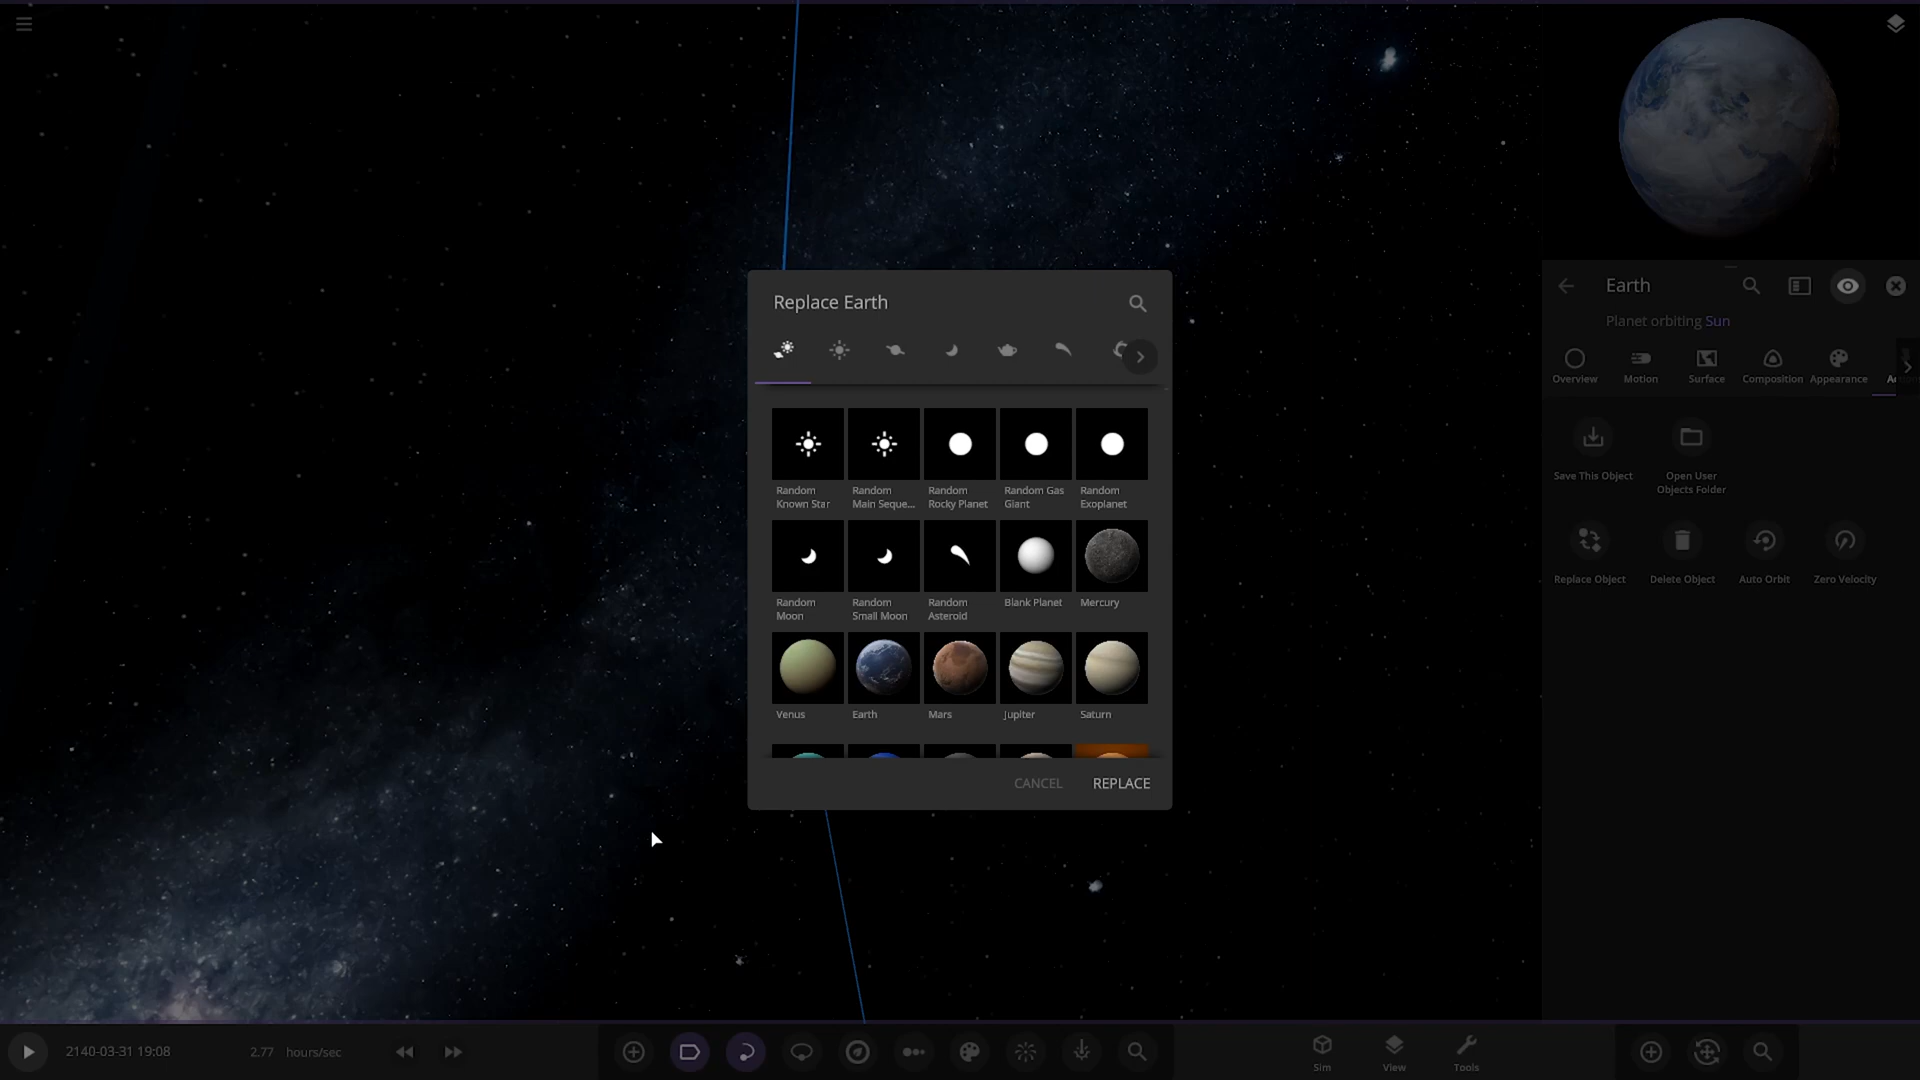 Replace Earth
Random
Known Star
Random
Main Seque...
Random
Rocky Planet
Random Gas
Giant
Random
Exoplanet
Random
Moon
Random
Small Moon
Random
Asteroid
Blank Planet
Mercury
Venus
Earth
Mars
Jupiter
Saturn
CANCEL
REPLACE
Earth
Planet orbiting Sun
Overview
Motion
Surface
Composition
Appearance
Save This Object
Open User
Objects Folder
Replace Object
Delete Object
Auto Orbit
Zero Velocity
2140-03-31 19:08
2.77 hours/sec
Sim
View
Tools